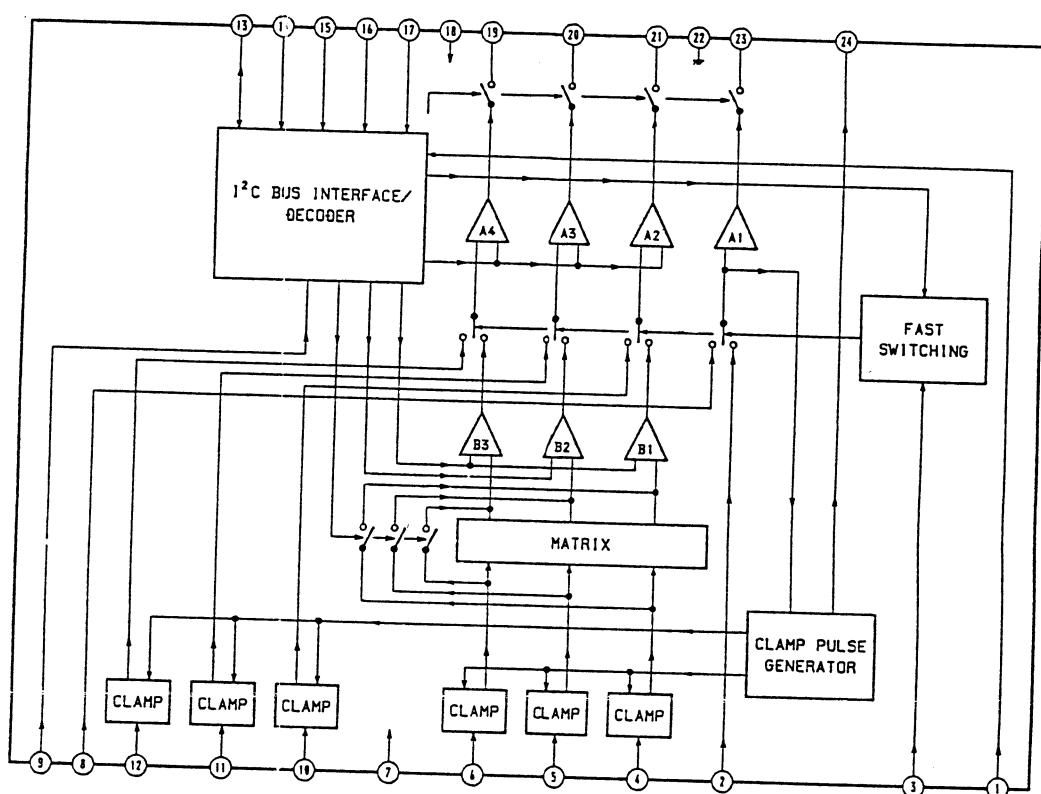 13 1 15 16 17 18 19 20 21 22 23 24
I²C BUS INTERFACE/
DECODER
A4 A3 A2 A1
FAST
SWITCHING
B3 B2 B1
MATRIX
CLAMP PULSE
GENERATOR
CLAMP CLAMP CLAMP CLAMP CLAMP CLAMP
9 8 12 11 10 7 6 5 4 2 3 1